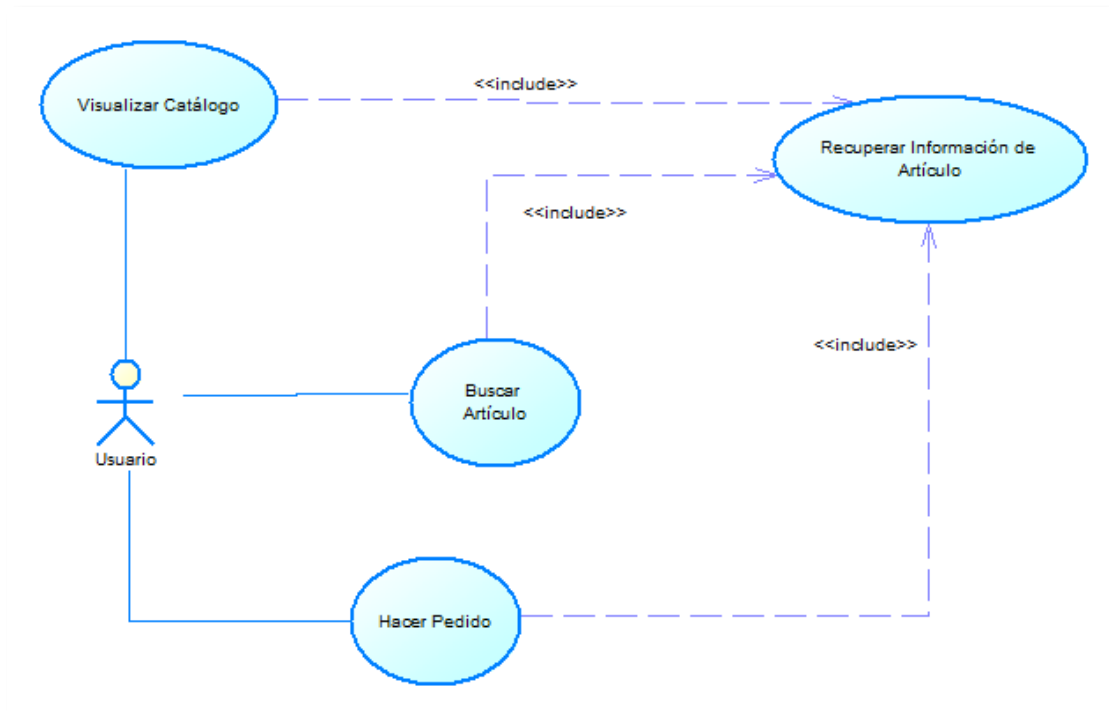 Visualizar Catálogo
<<include>>
Recuperar Información de
Artículo
<<include>>
<<include>>
Buscar
Artículo
Usuario
Hacer Pedido